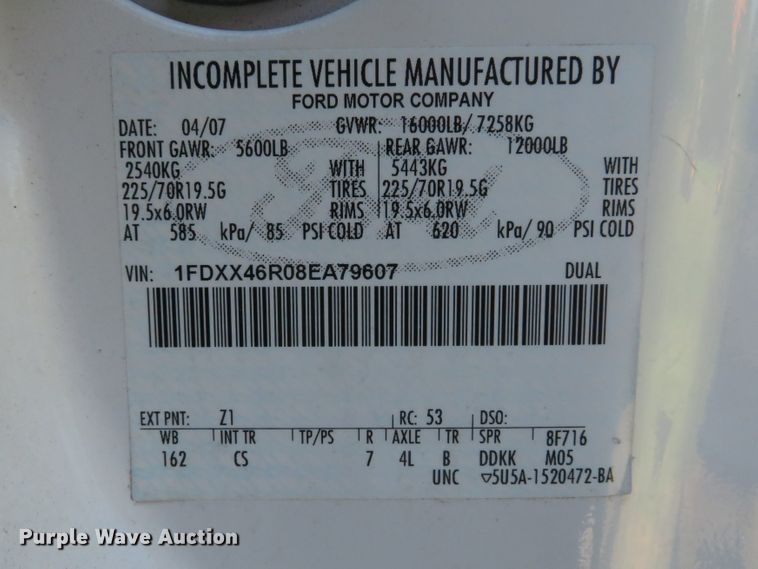 INCOMPLETE VEHICLE MANUFACTURED BY
FORD MOTOR COMPANY
DATE: 04/07 GVWR: 16000LB/ 7258KG
FRONT GAWR: 5600LB REAR GAWR: 12000LB
2540KG WITH 5443KG WITH
225/70R19.5G TIRES 225/70R19.5G TIRES
19.5x6.0RW RIMS 19.5x6.0RW RIMS
AT 585 kPa/ 85 PSI COLD AT 620 kPa/ 90 PSI COLD
VIN: 1FDXX46R08EA79607 DUAL
EXT PNT: Z1 RC: 53 DSO:
WB INT TR TP/PS R AXLE TR SPR 8F716
162 CS 7 4L B DDKK M05
UNC ▽5U5A-1520472-BA
Purple Wave Auction